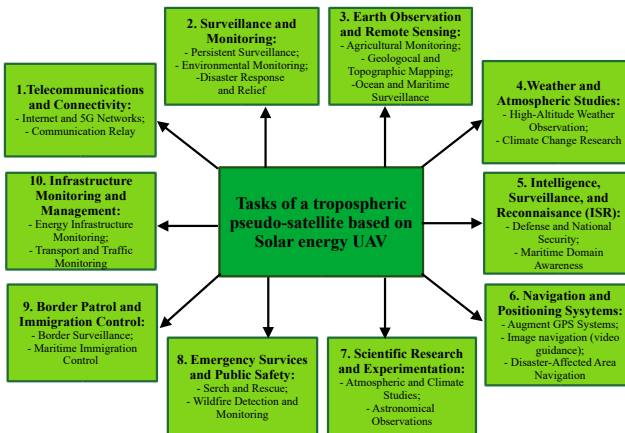 1.Telecommunications
and Connectivity:
- Internet and 5G Networks;
- Communication Relay
2. Surveillance and
Monitoring:
- Persistent Surveillance;
- Environmental Monitoring;
-Disaster Response
and Relief
3. Earth Observation
and Remote Sensing:
- Agricultural Monitoring;
- Geologocal and
Topographic Mapping;
-Ocean and Maritime
Surveillance
4.Weather and
Atmospheric Studies:
- High-Altitude Weather
Observation;
- Climate Change Research
Tasks of a tropospheric
pseudo-satellite based on
Solar energy UAV
5. Intelligence,
Surveillance, and
Reconnaisance (ISR):
- Defense and National
Security;
- Maritime Domain
Awareness
6. Navigation and
Positioning Sysytems:
- Augment GPS Systems;
- Image navigation (video
guidance);
- Disaster-Affected Area
Navigation
7. Scientific Research
and Experimentation:
- Atmospheric and Climate
Studies;
- Astronomical
Observations
8. Emergency Survices
and Public Safety:
- Serch and Rescue;
- Wildfire Detection and
Monitoring
9. Border Patrol and
Immigration Control:
- Border Surveillance;
- Maritime Immigration
Control
10. Infrastructure
Monitoring and
Management:
- Energy Infrastructure
Monitoring;
- Transport and Traffic
Monitoring